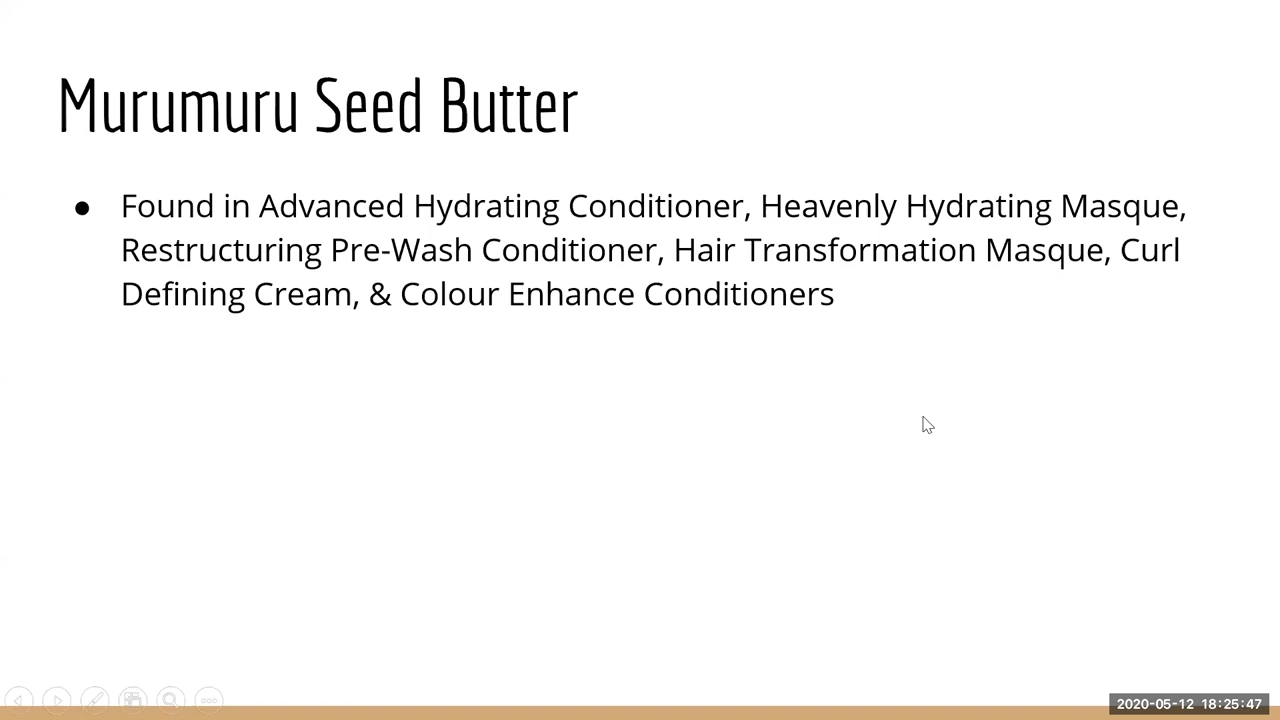 Murumuru Seed Butter
● Found in Advanced Hydrating Conditioner, Heavenly Hydrating Masque,
Restructuring Pre-Wash Conditioner, Hair Transformation Masque, Curl
Defining Cream, & Colour Enhance Conditioners
2020-05-12 18:25:47